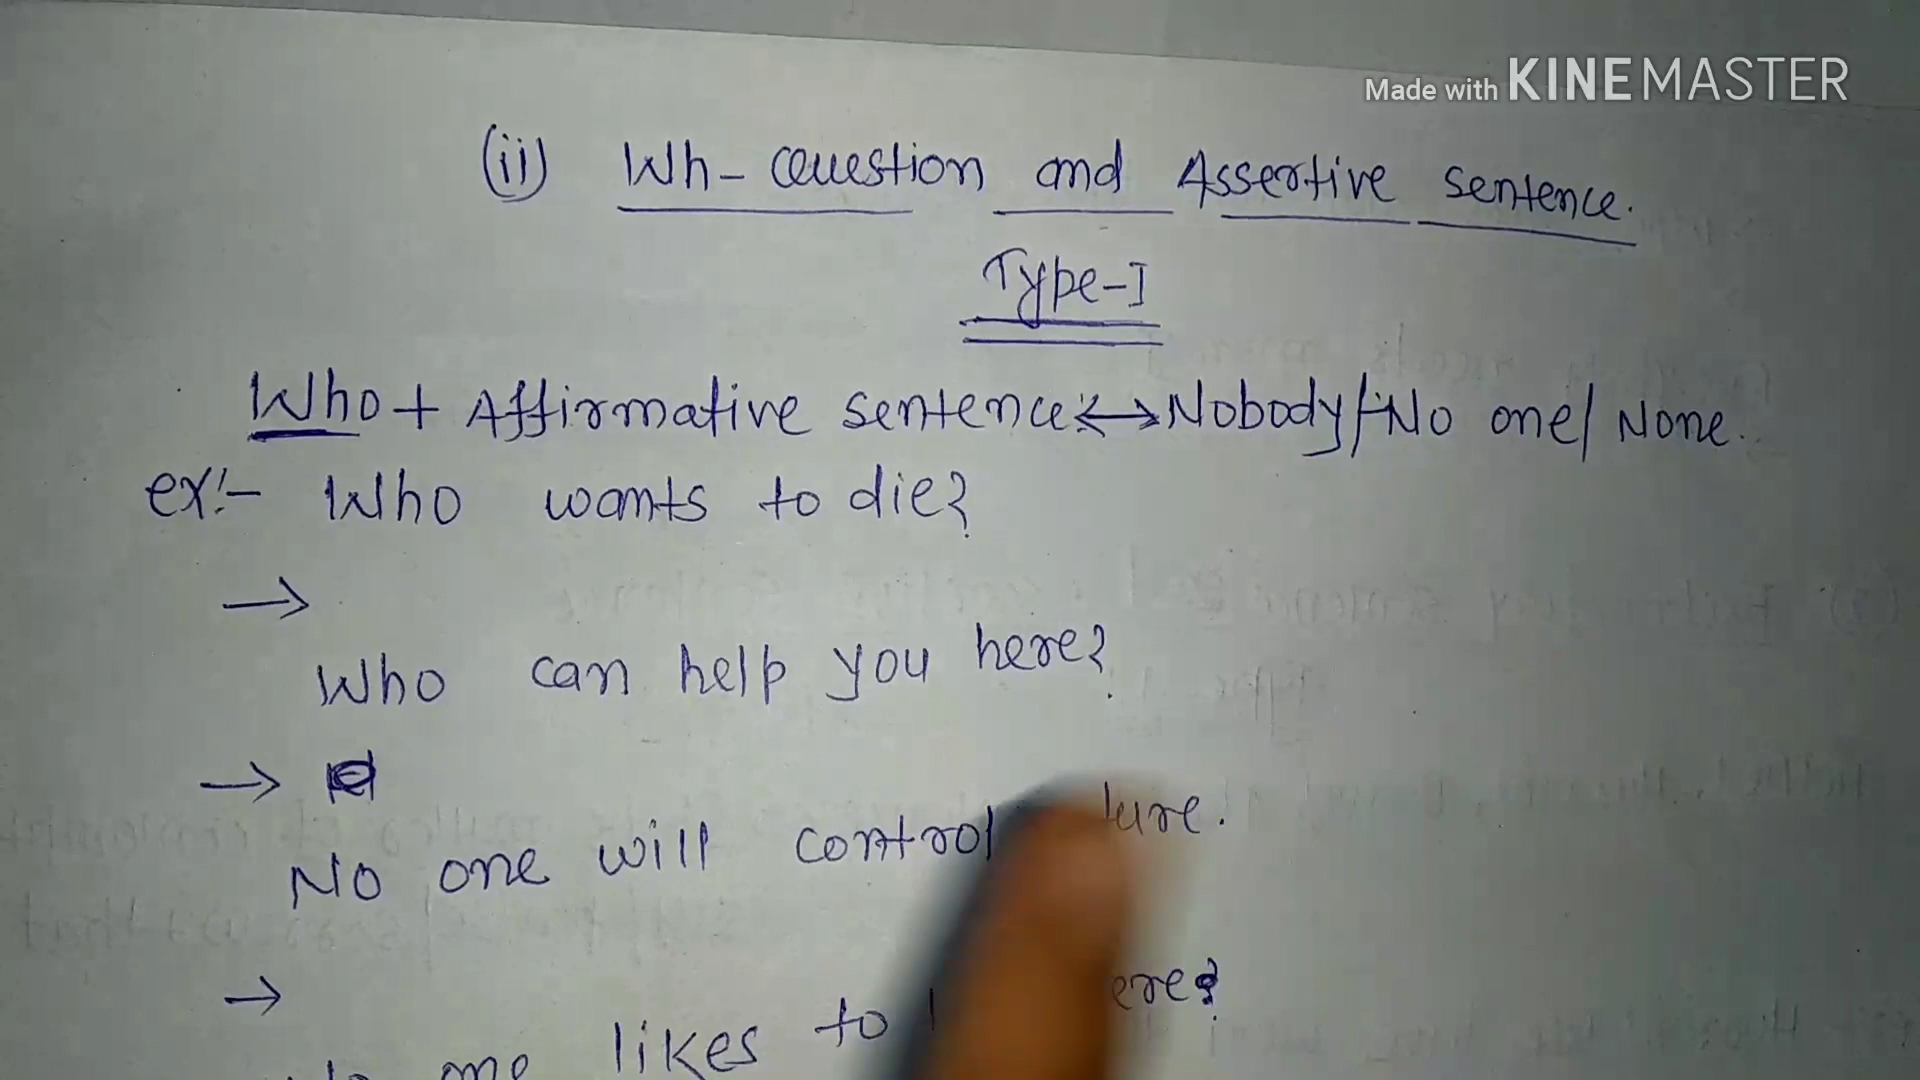 Made with KINEMASTER
(ii) Wh-Question and Assertive sentence.
Type-I
Who + Affirmative sentence ↔ Nobody/No one/None.
ex:- Who wants to die?
→
Who can help you here?
→
No one will control
→
one likes to